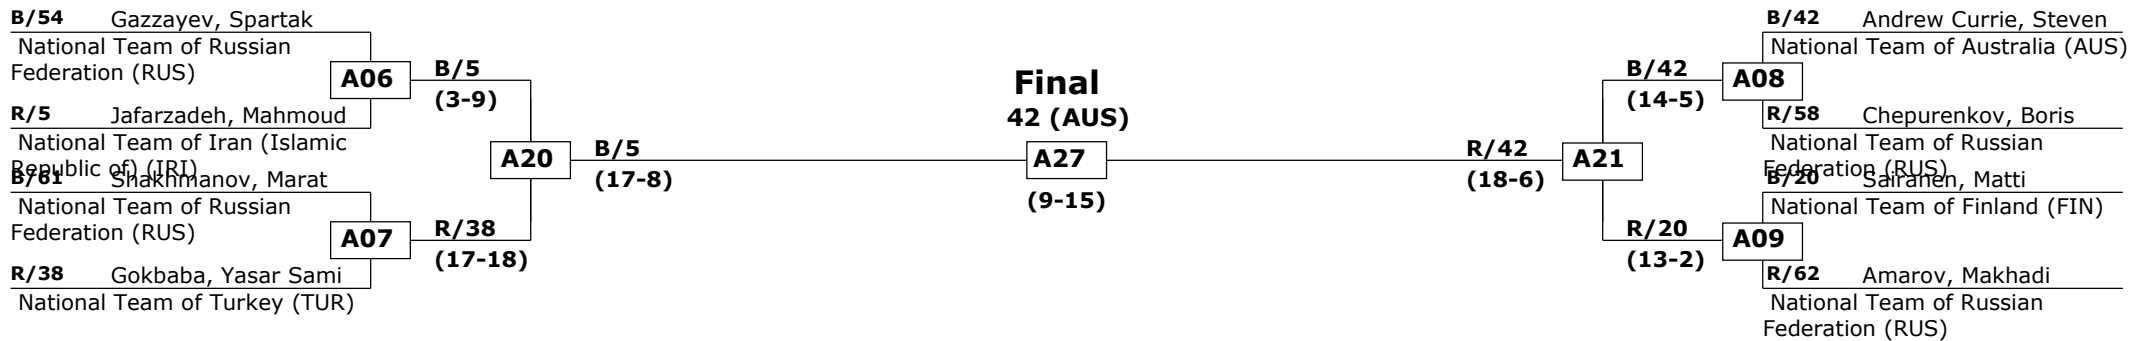 B/54 Gazzayev, Spartak
National Team of Russian
Federation (RUS)
A06
B/5
(3-9)
R/5 Jafarzadeh, Mahmoud
National Team of Iran (Islamic
Republic of) (IRI)
B/61 Shakhmanov, Marat
National Team of Russian
Federation (RUS)
A07
R/38
(17-18)
R/38 Gokbaba, Yasar Sami
National Team of Turkey (TUR)
A20
B/5
(17-8)
Final
42 (AUS)
A27
(9-15)
R/42
(18-6)
A21
B/42
(14-5)
A08
B/42 Andrew Currie, Steven
National Team of Australia (AUS)
R/58 Chepurenkov, Boris
National Team of Russian
Federation (RUS)
B/20 Sairanen, Matti
National Team of Finland (FIN)
R/20
(13-2)
A09
R/62 Amarov, Makhadi
National Team of Russian
Federation (RUS)